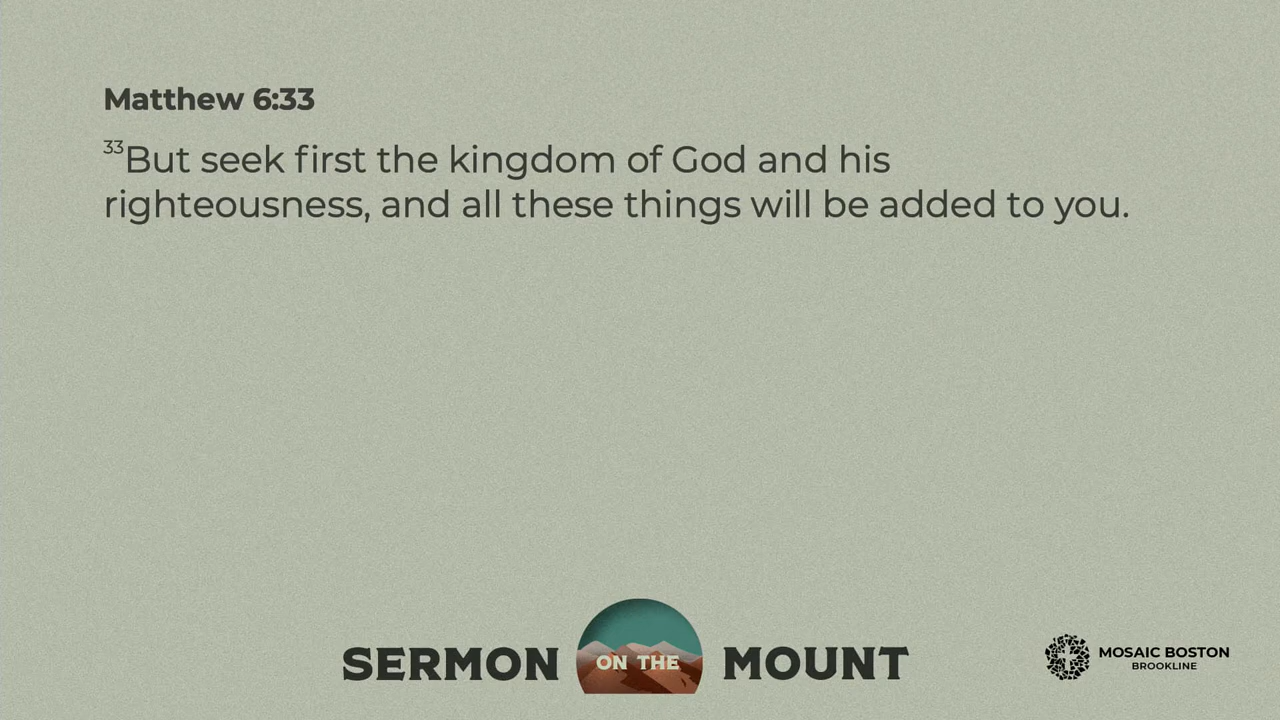 Matthew 6:33
33But seek first the kingdom of God and his
righteousness, and all these things will be added to you.
SERMON ON THE MOUNT
MOSAIC BOSTON
BROOKLINE